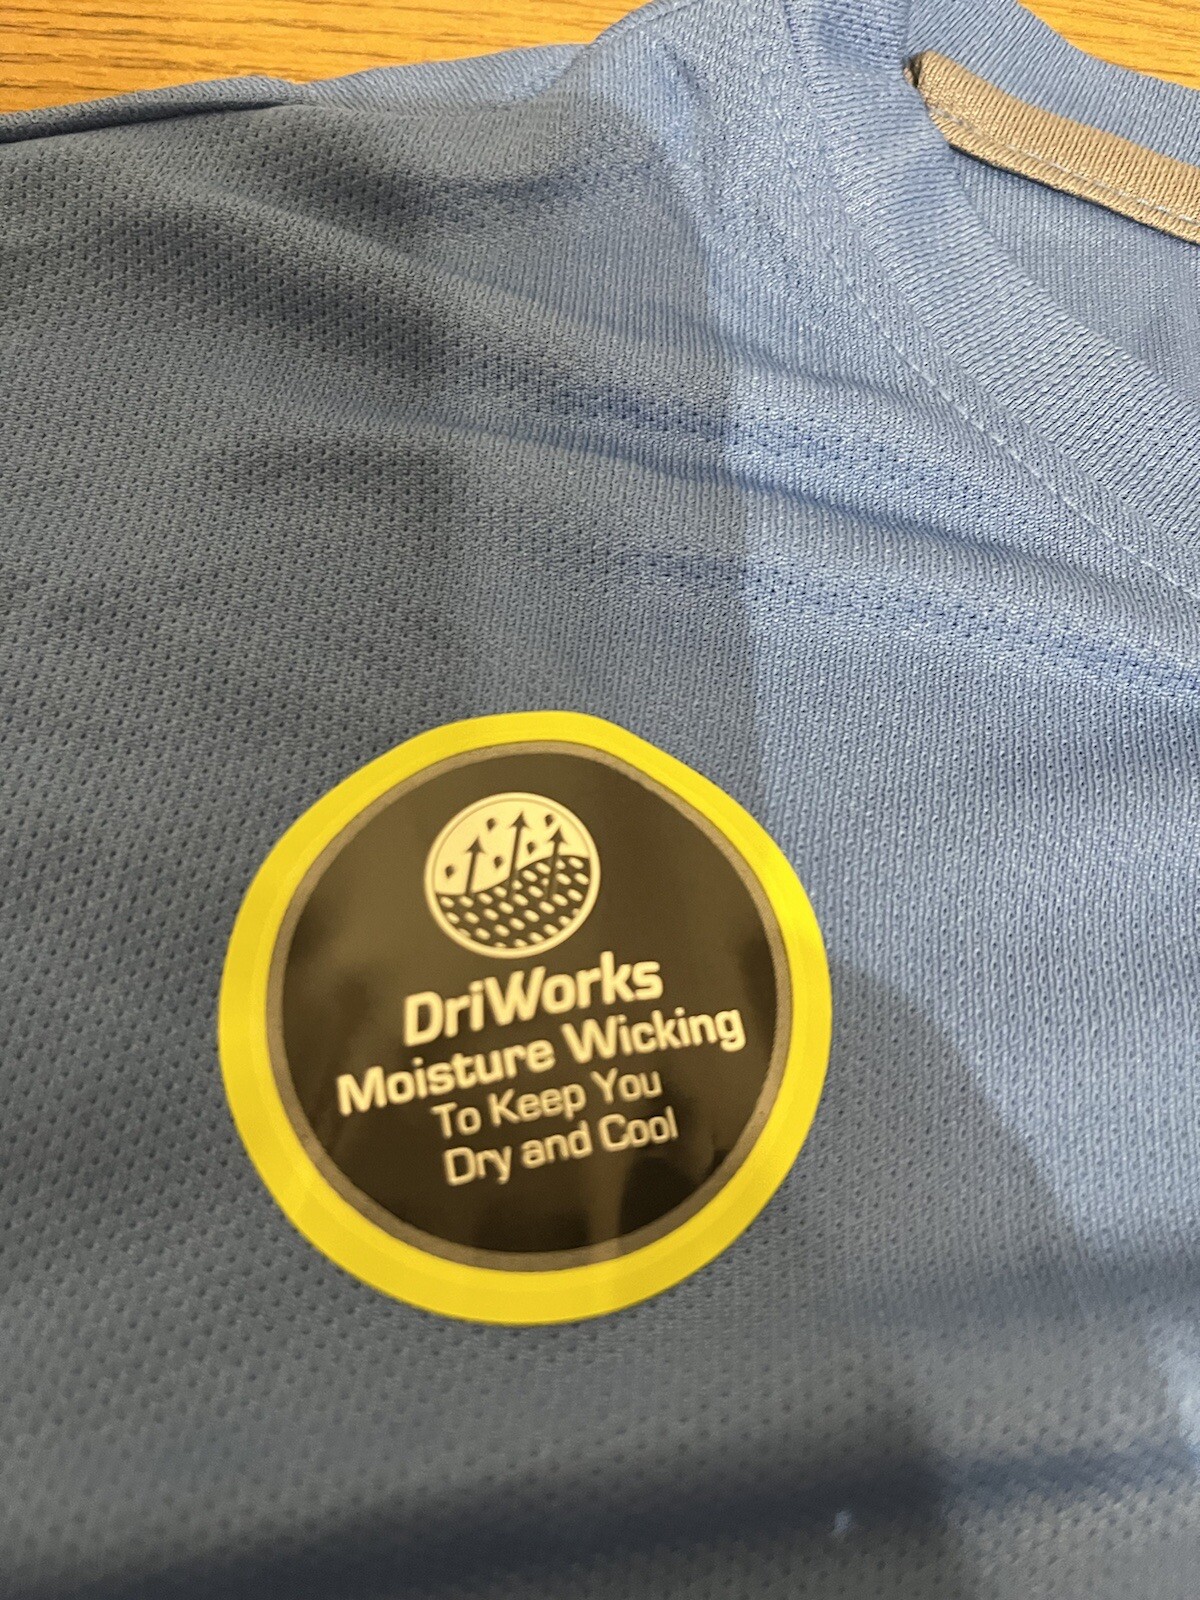 DriWorks
Moisture Wicking
To Keep You
Dry and Cool